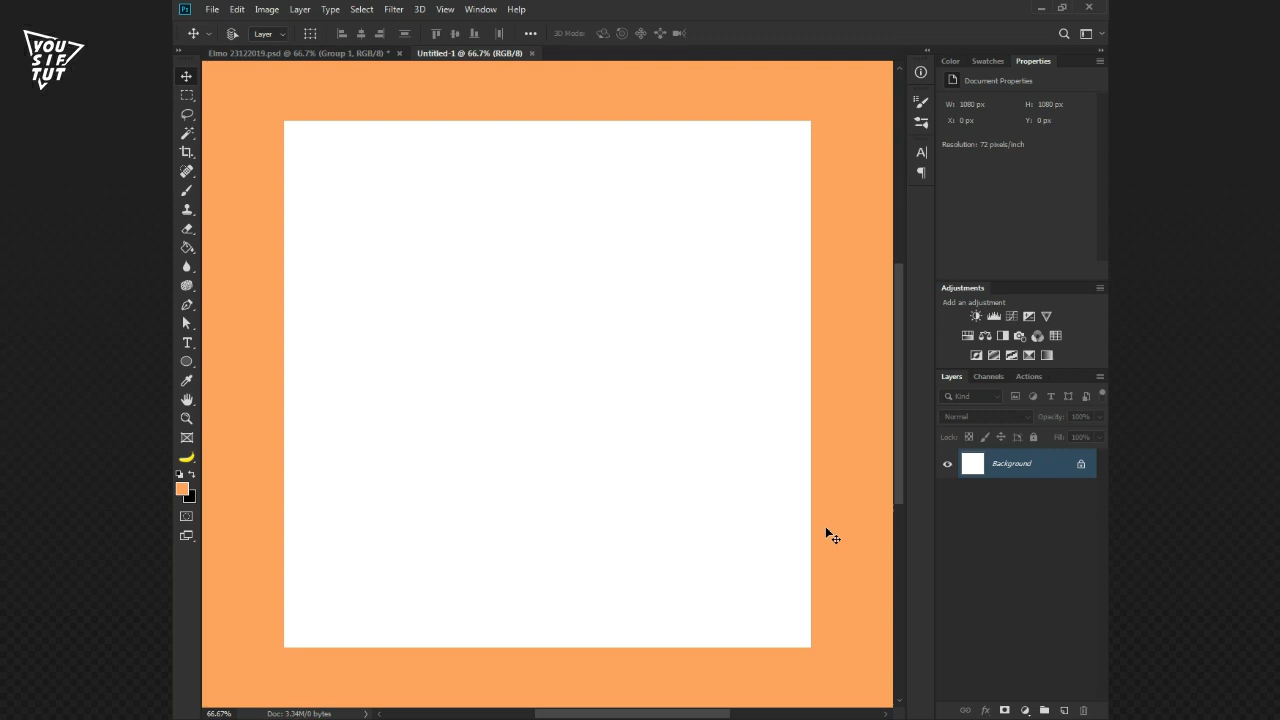 YOU
SIF
TUT
Ps File Edit Image Layer Type Select Filter 3D View Window Help
Layer 3D Mode:
Elmo 23122019.psd @ 66.7% (Group 1, RGB/8) * Untitled-1 @ 66.7% (RGB/8)
Color Swatches Properties
Document Properties
W: 1080 px H: 1080 px
X: 0 px Y: 0 px
Resolution: 72 pixels/inch
Adjustments
Add an adjustment
Layers Channels Actions
Kind
Normal Opacity: 100%
Lock: Fill: 100%
Background
66.67% Doc: 3.34M/0 bytes